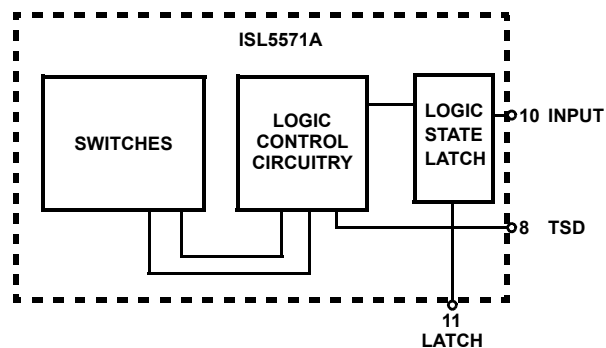 ISL5571A
SWITCHES
LOGIC
CONTROL
CIRCUITRY
LOGIC
STATE
LATCH
10 INPUT
8 TSD
11
LATCH